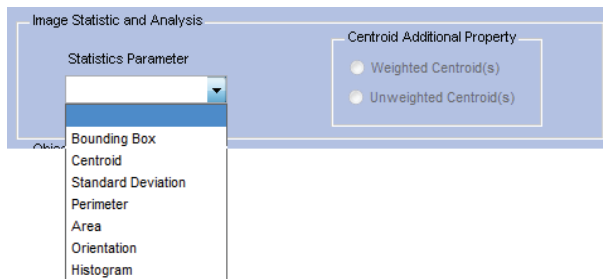 Image Statistic and Analysis
Statistics Parameter
Centroid Additional Property
Weighted Centroid(s)
Unweighted Centroid(s)
Bounding Box
Centroid
Standard Deviation
Perimeter
Area
Orientation
Histogram